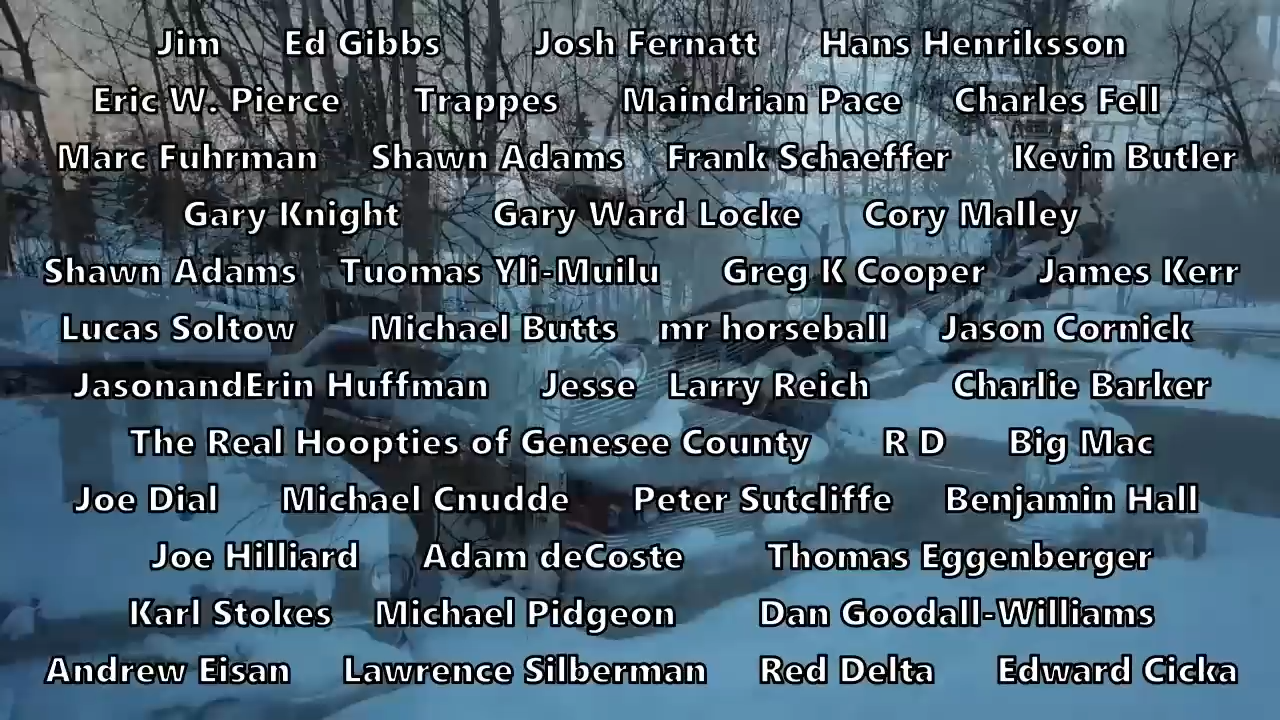 Jim Ed Gibbs Josh Fernatt Hans Henriksson
Eric W. Pierce Trappes Maindrian Pace Charles Fell
Marc Fuhrman Shawn Adams Frank Schaeffer Kevin Butler
Gary Knight Gary Ward Locke Cory Malley
Shawn Adams Tuomas Yli-Muilu Greg K Cooper James Kerr
Lucas Soltow Michael Butts mr horseball Jason Cornick
JasonandErin Huffman Jesse Larry Reich Charlie Barker
The Real Hoopties of Genesee County R D Big Mac
Joe Dial Michael Cnudde Peter Sutcliffe Benjamin Hall
Joe Hilliard Adam deCoste Thomas Eggenberger
Karl Stokes Michael Pidgeon Dan Goodall-Williams
Andrew Eisan Lawrence Silberman Red Delta Edward Cicka